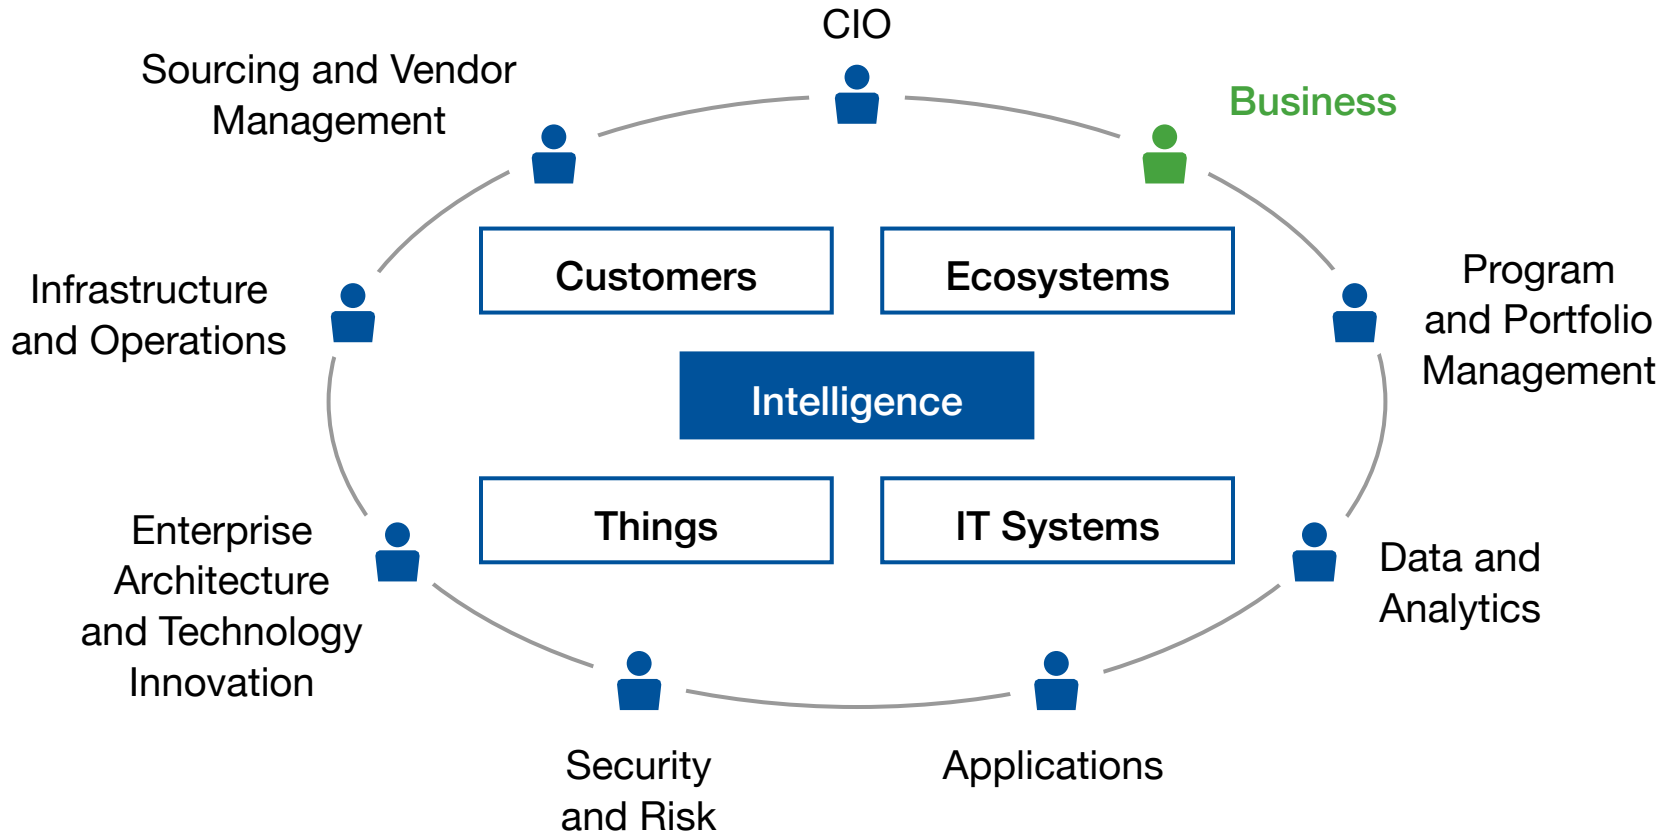 CIO
Sourcing and Vendor
Management
Business
Customers
Ecosystems
Infrastructure
and Operations
Program
and Portfolio
Management
Intelligence
Things
IT Systems
Enterprise
Architecture
and Technology
Innovation
Data and
Analytics
Security
and Risk
Applications